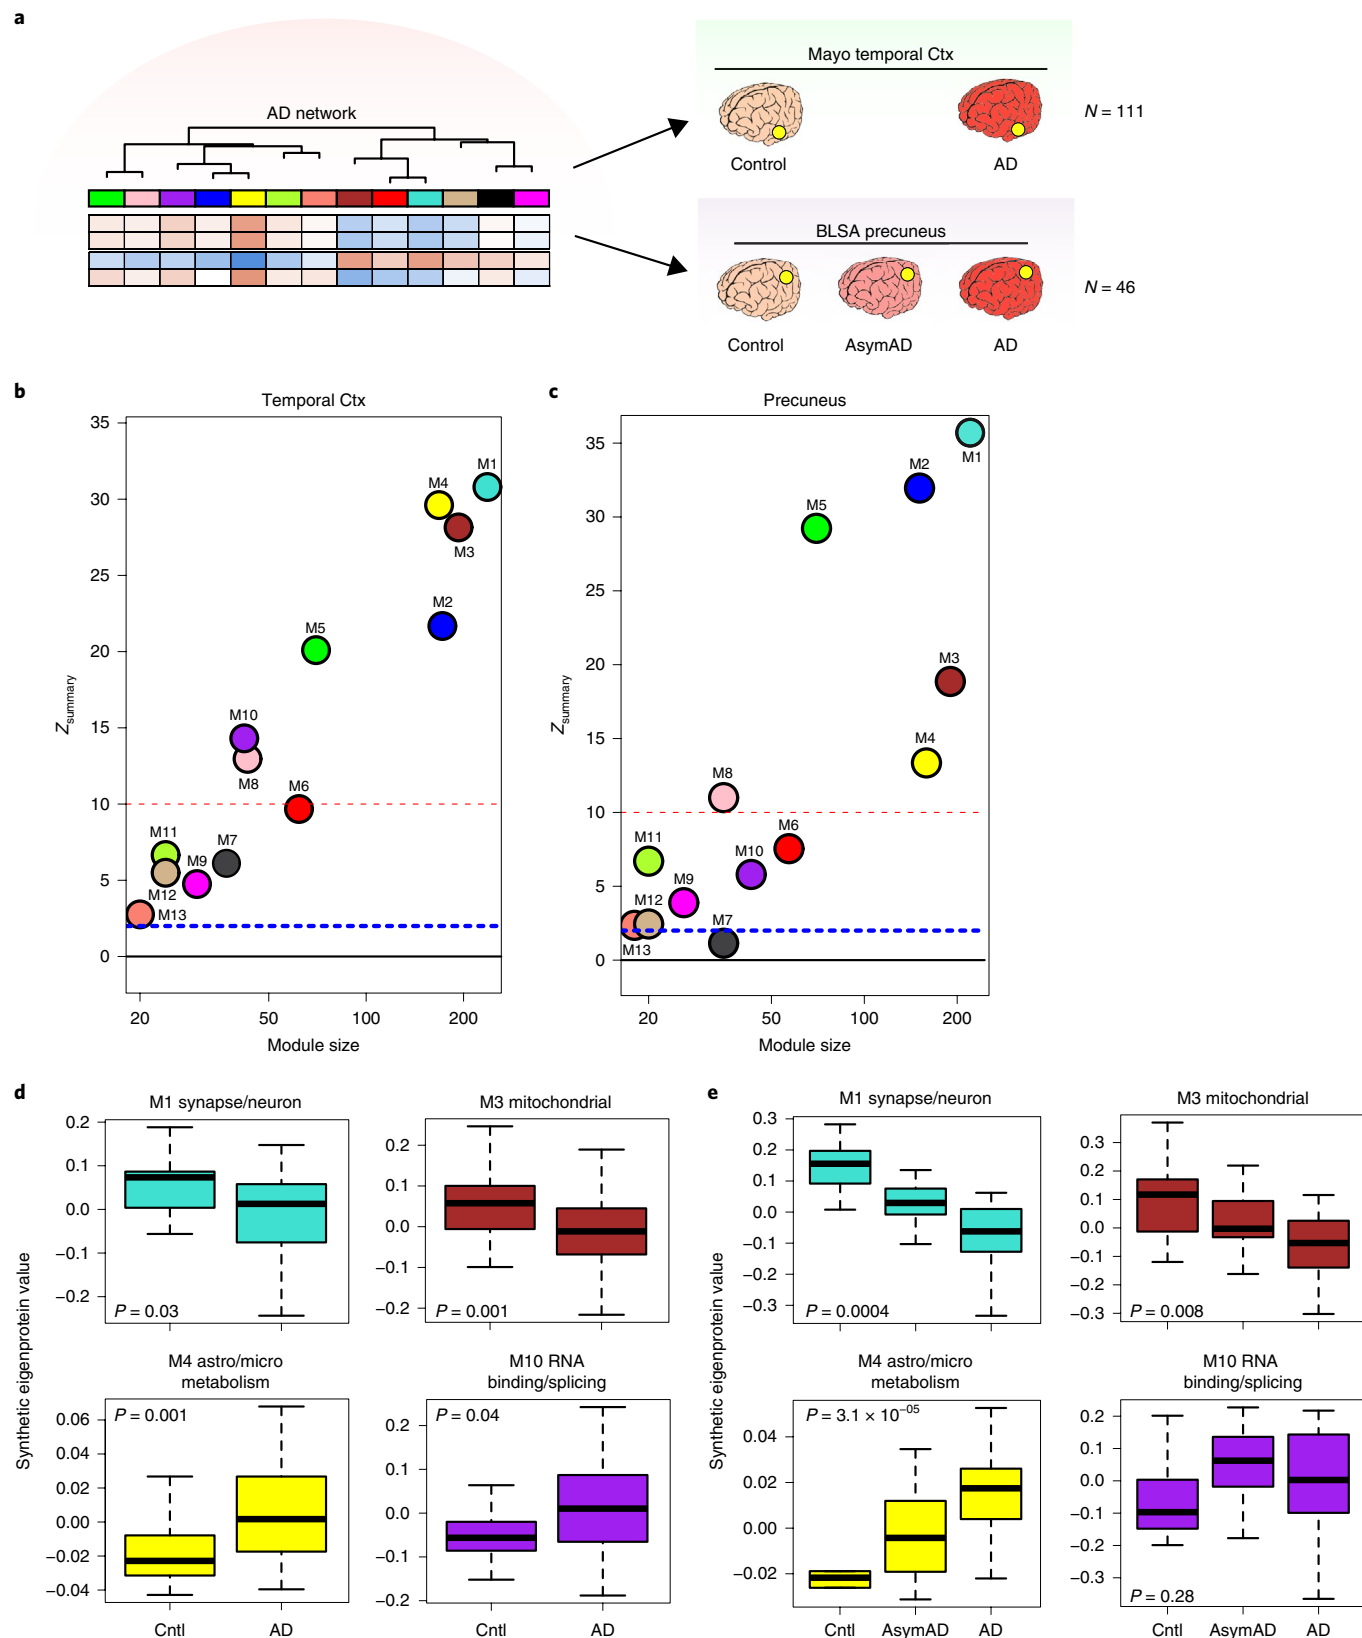 a
AD network
Mayo temporal Ctx
Control
AD
N = 111
BLSA precuneus
Control
AsymAD
AD
N = 46
b
Temporal Ctx
35
30
25
20
15
10
5
0
Zsummary
M1
M4
M3
M2
M5
M10
M8
M6
M11
M7
M9
M12
M13
20
50
100
200
Module size
c
Precuneus
35
30
25
20
15
10
5
0
Zsummary
M1
M2
M5
M3
M4
M8
M6
M11
M10
M9
M12
M7
M13
20
50
100
200
Module size
d
Synthetic eigenprotein value
M1 synapse/neuron
0.2
0.1
0.0
−0.1
−0.2
P = 0.03
M3 mitochondrial
0.2
0.1
0.0
−0.1
−0.2
P = 0.001
M4 astro/micro
metabolism
0.06
0.04
0.02
0.00
−0.02
−0.04
P = 0.001
Cntl
AD
M10 RNA
binding/splicing
0.2
0.1
0.0
−0.1
−0.2
P = 0.04
Cntl
AD
e
Synthetic eigenprotein value
M1 synapse/neuron
0.3
0.2
0.1
0.0
−0.1
−0.2
−0.3
P = 0.0004
M3 mitochondrial
0.3
0.2
0.1
0.0
−0.1
−0.2
−0.3
P = 0.008
M4 astro/micro
metabolism
0.04
0.02
0.00
−0.02
P = 3.1 × 10−05
Cntl
AsymAD
AD
M10 RNA
binding/splicing
0.2
0.1
0.0
−0.1
−0.2
−0.3
P = 0.28
Cntl
AsymAD
AD